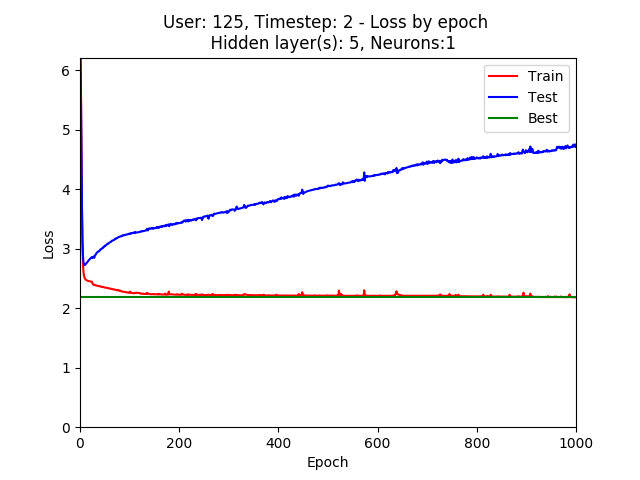 User: 125, Timestep: 2 - Loss by epoch
Hidden layer(s): 5, Neurons:1
Train
Test
Best
Loss
6
5
4
3
2
1
0
0 200 400 600 800 1000
Epoch